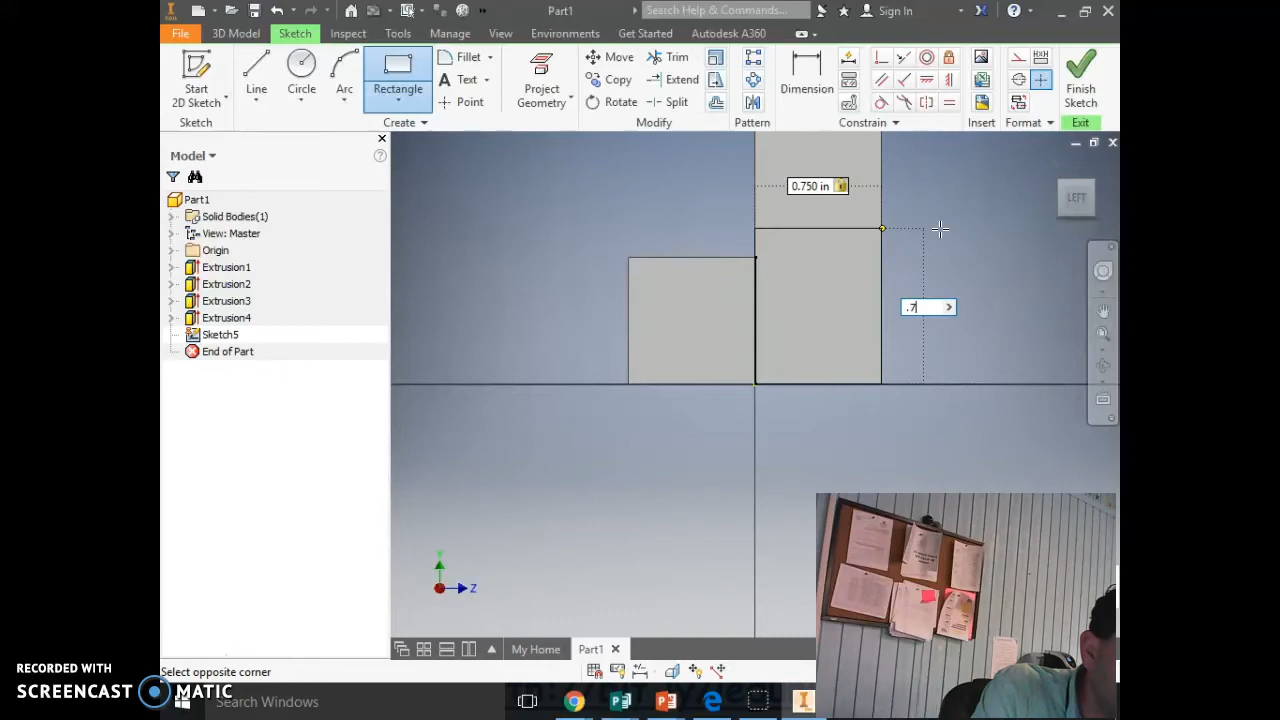 Part1
Search Help & Commands...
Sign In
File
3D Model
Sketch
Inspect
Tools
Manage
View
Environments
Get Started
Autodesk A360
Start
2D Sketch
Line
Circle
Arc
Rectangle
Fillet
Text
Point
Project
Geometry
Move
Copy
Rotate
Trim
Extend
Split
Dimension
Finish
Sketch
Sketch
Create
Modify
Pattern
Constrain
Insert
Format
Exit
Model
Part1
Solid Bodies(1)
View: Master
Origin
Extrusion1
Extrusion2
Extrusion3
Extrusion4
Sketch5
End of Part
0.750 in
.7
LEFT
Y
Z
My Home
Part1
Select opposite corner
RECORDED WITH
SCREENCAST MATIC
Search Windows